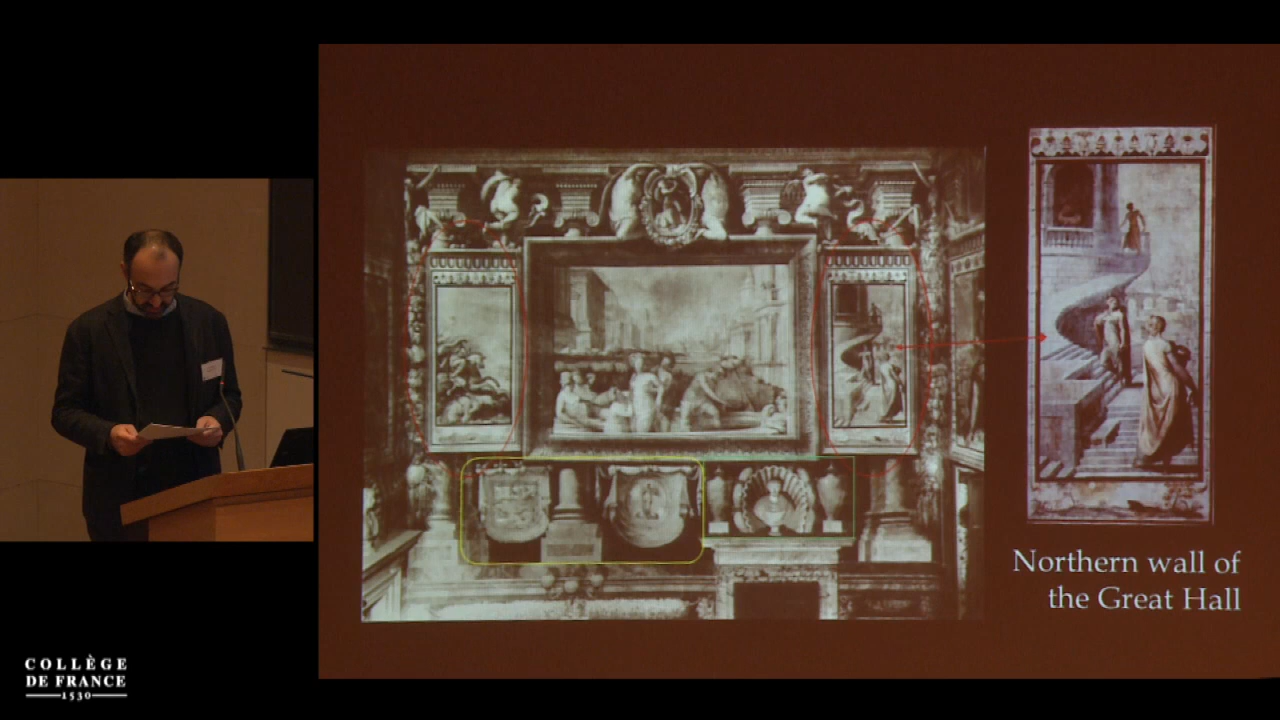 Northern wall of
the Great Hall
COLLÈGE
DE FRANCE
1530